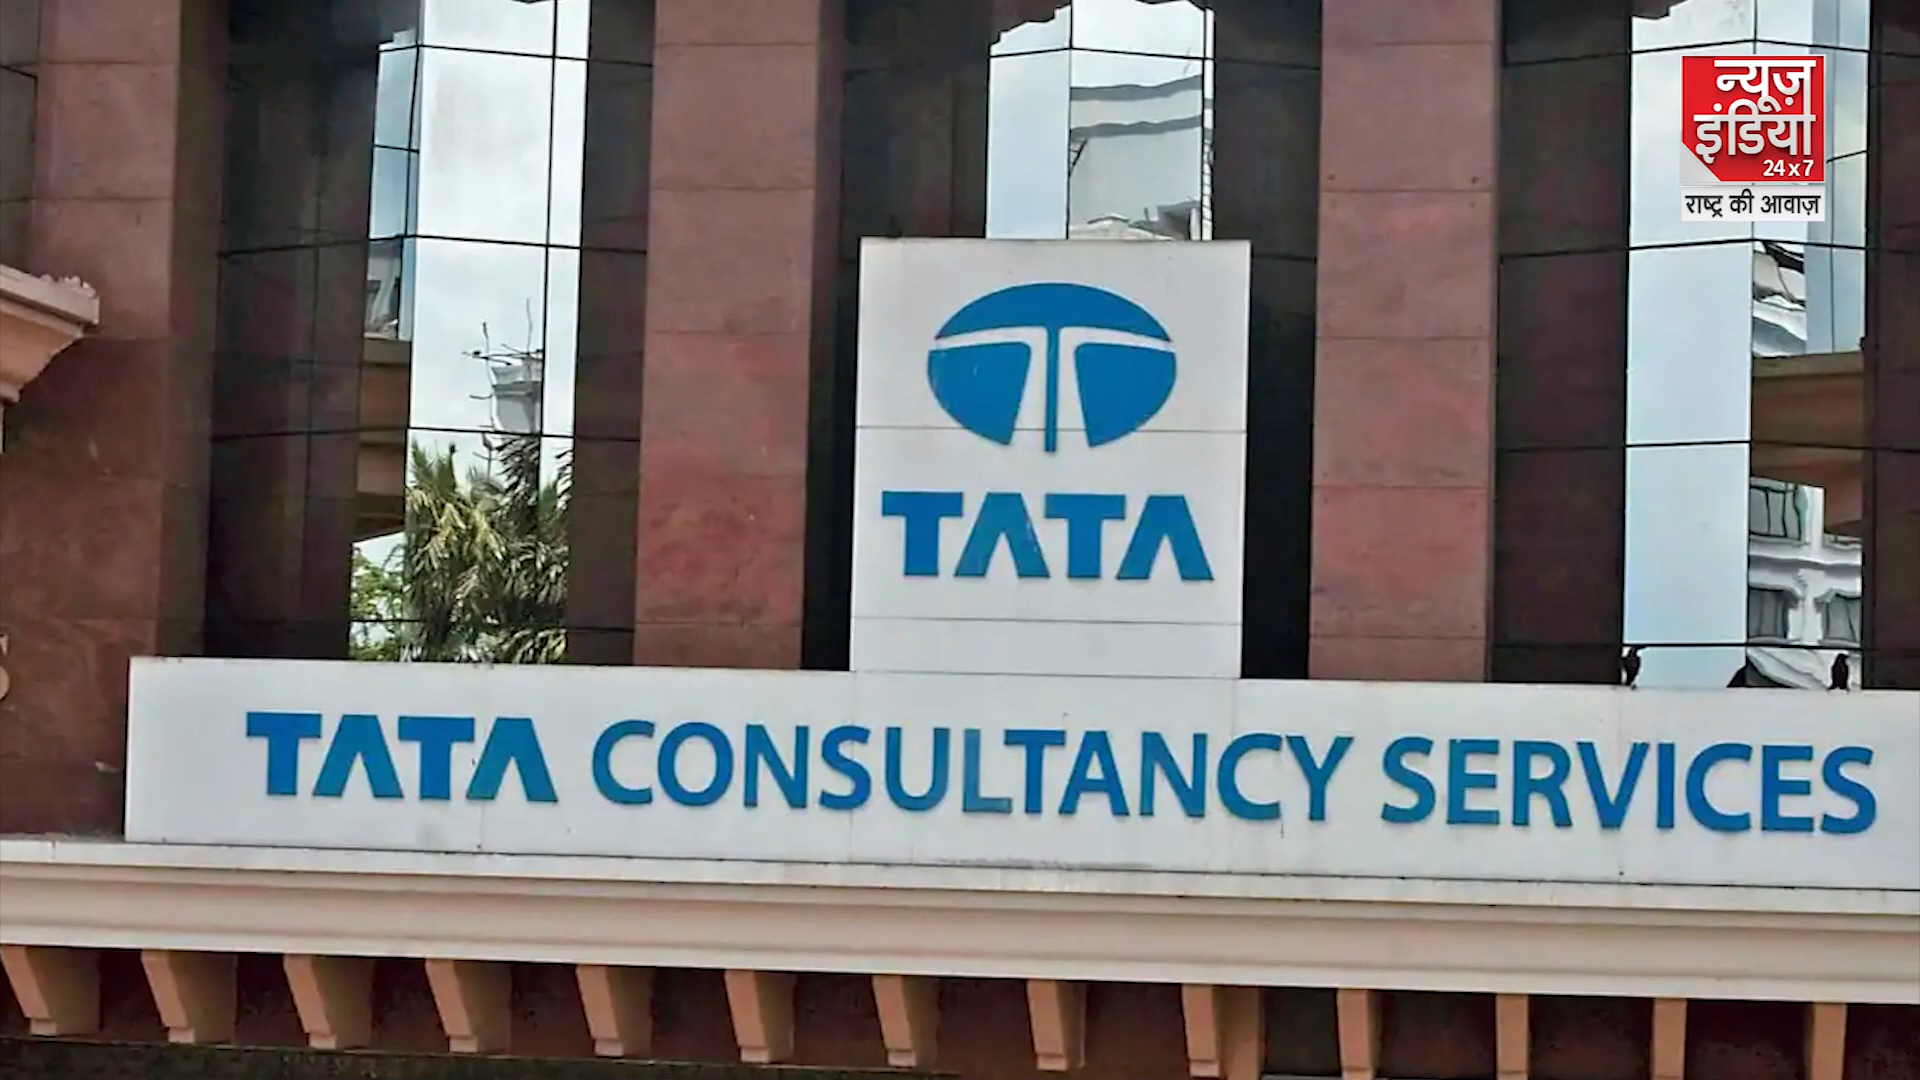 न्यूज़
इंडिया
24x7
राष्ट्र की आवाज़
TATA
TATA CONSULTANCY SERVICES